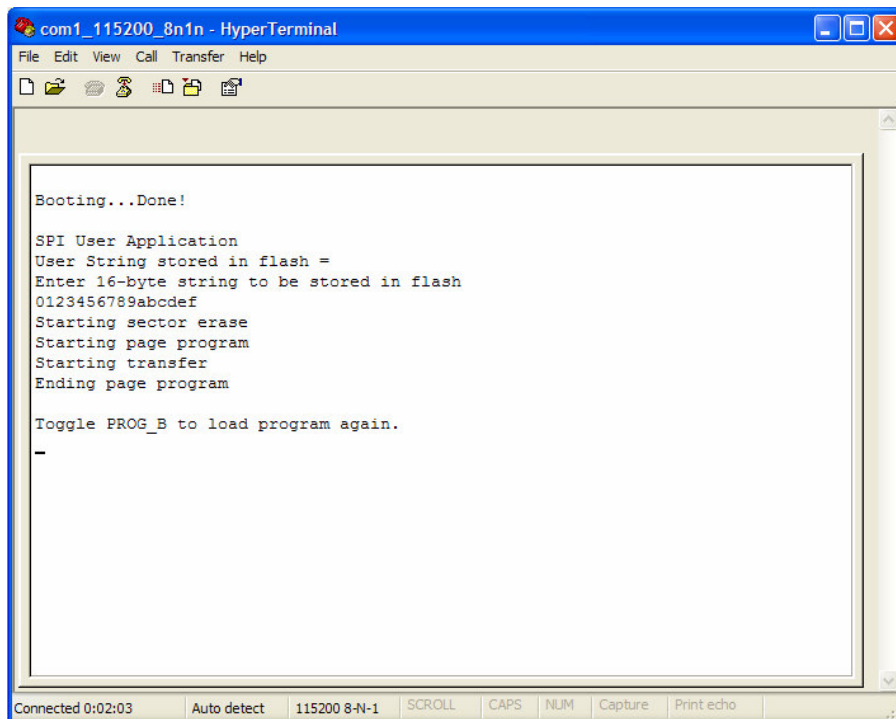 com1_115200_8n1n - HyperTerminal
File Edit View Call Transfer Help
Booting...Done!
SPI User Application
User String stored in flash =
Enter 16-byte string to be stored in flash
0123456789abcdef
Starting sector erase
Starting page program
Starting transfer
Ending page program
Toggle PROG_B to load program again.
Connected 0:02:03 Auto detect 115200 8-N-1 SCROLL CAPS NUM Capture Print echo